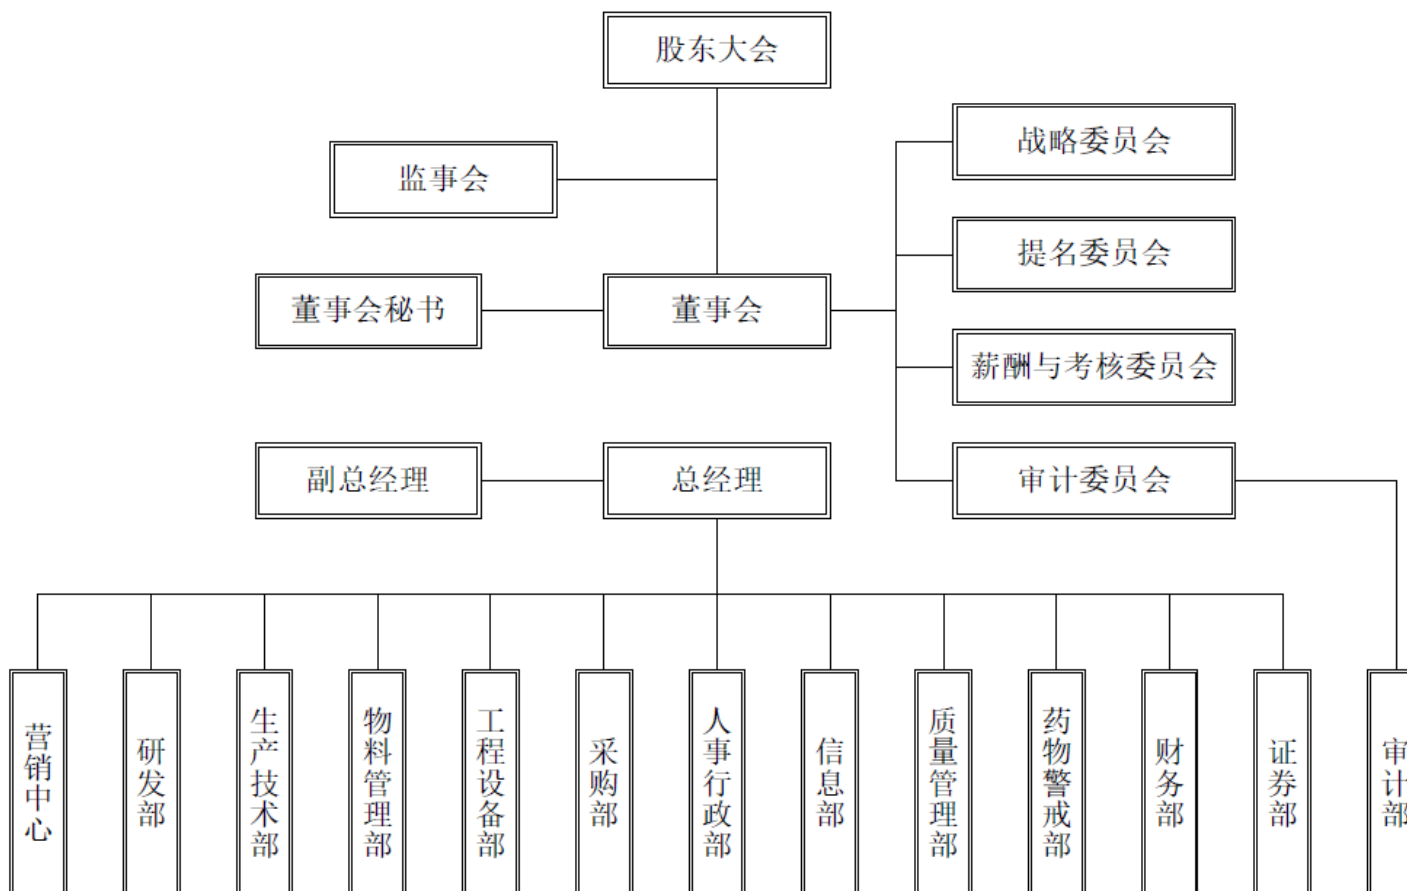 股东大会
战略委员会
监事会
提名委员会
董事会秘书
董事会
薪酬与考核委员会
副总经理
总经理
审计委员会
营销中心
研发部
生产技术部
物料管理部
工程设备部
采购部
人事行政部
信息部
质量管理部
药物警戒部
财务部
证券部
审计部